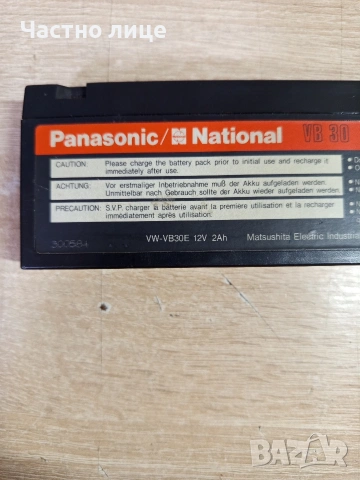 Частно лице
Panasonic/National VB 30
CAUTION: Please charge the battery pack prior to initial use and recharge it
immediately after use.
ACHTUNG: Vor erstmaliger Inbetriebnahme muß der Akku aufgeladen werden.
Unmittelbar nach Gebrauch sollte der Akku wieder aufgeladen werden.
PRECAUTION: S.V.P. charger la batterie avant la premiere utilisation et la recharger
immédiatement après utilisation.
VW-VB30E 12V 2Ah Matsushita Electric Industrial
BAZAR